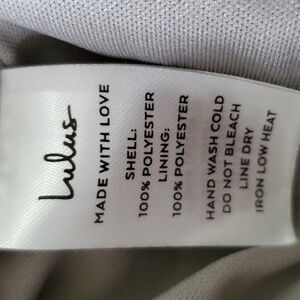 Lulus
MADE WITH LOVE
SHELL:
100% POLYESTER
LINING:
100% POLYESTER
HAND WASH COLD
DO NOT BLEACH
LINE DRY
IRON LOW HEAT